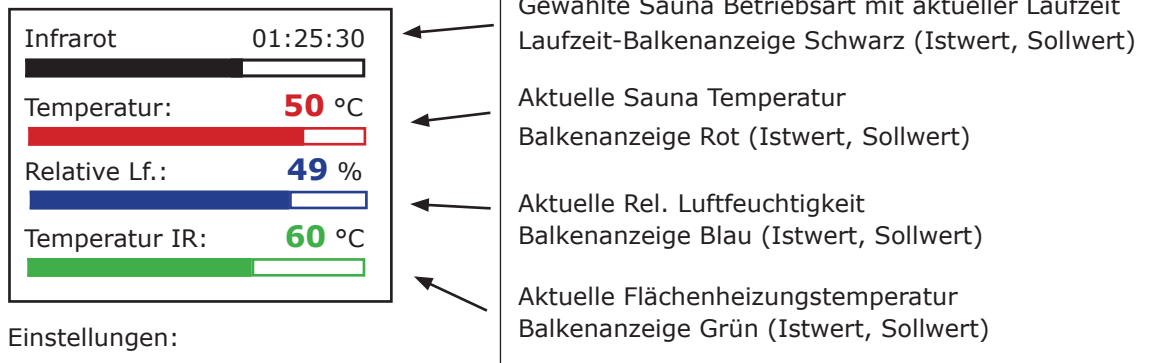 Infrarot 01:25:30
Temperatur: 50 °C
Relative Lf.: 49 %
Temperatur IR: 60 °C
Einstellungen:
Gewählte Sauna Betriebsart mit aktueller Laufzeit
Laufzeit-Balkenanzeige Schwarz (Istwert, Sollwert)
Aktuelle Sauna Temperatur
Balkenanzeige Rot (Istwert, Sollwert)
Aktuelle Rel. Luftfeuchtigkeit
Balkenanzeige Blau (Istwert, Sollwert)
Aktuelle Flächenheizungstemperatur
Balkenanzeige Grün (Istwert, Sollwert)